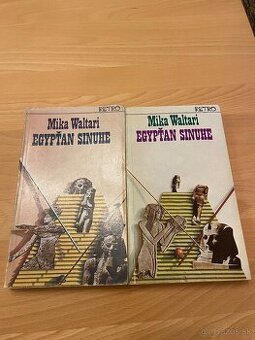 RETRO
Mika Waltari
EGYPŤAN SINUHE
RETRO
Mika Waltari
EGYPŤAN SINUHE